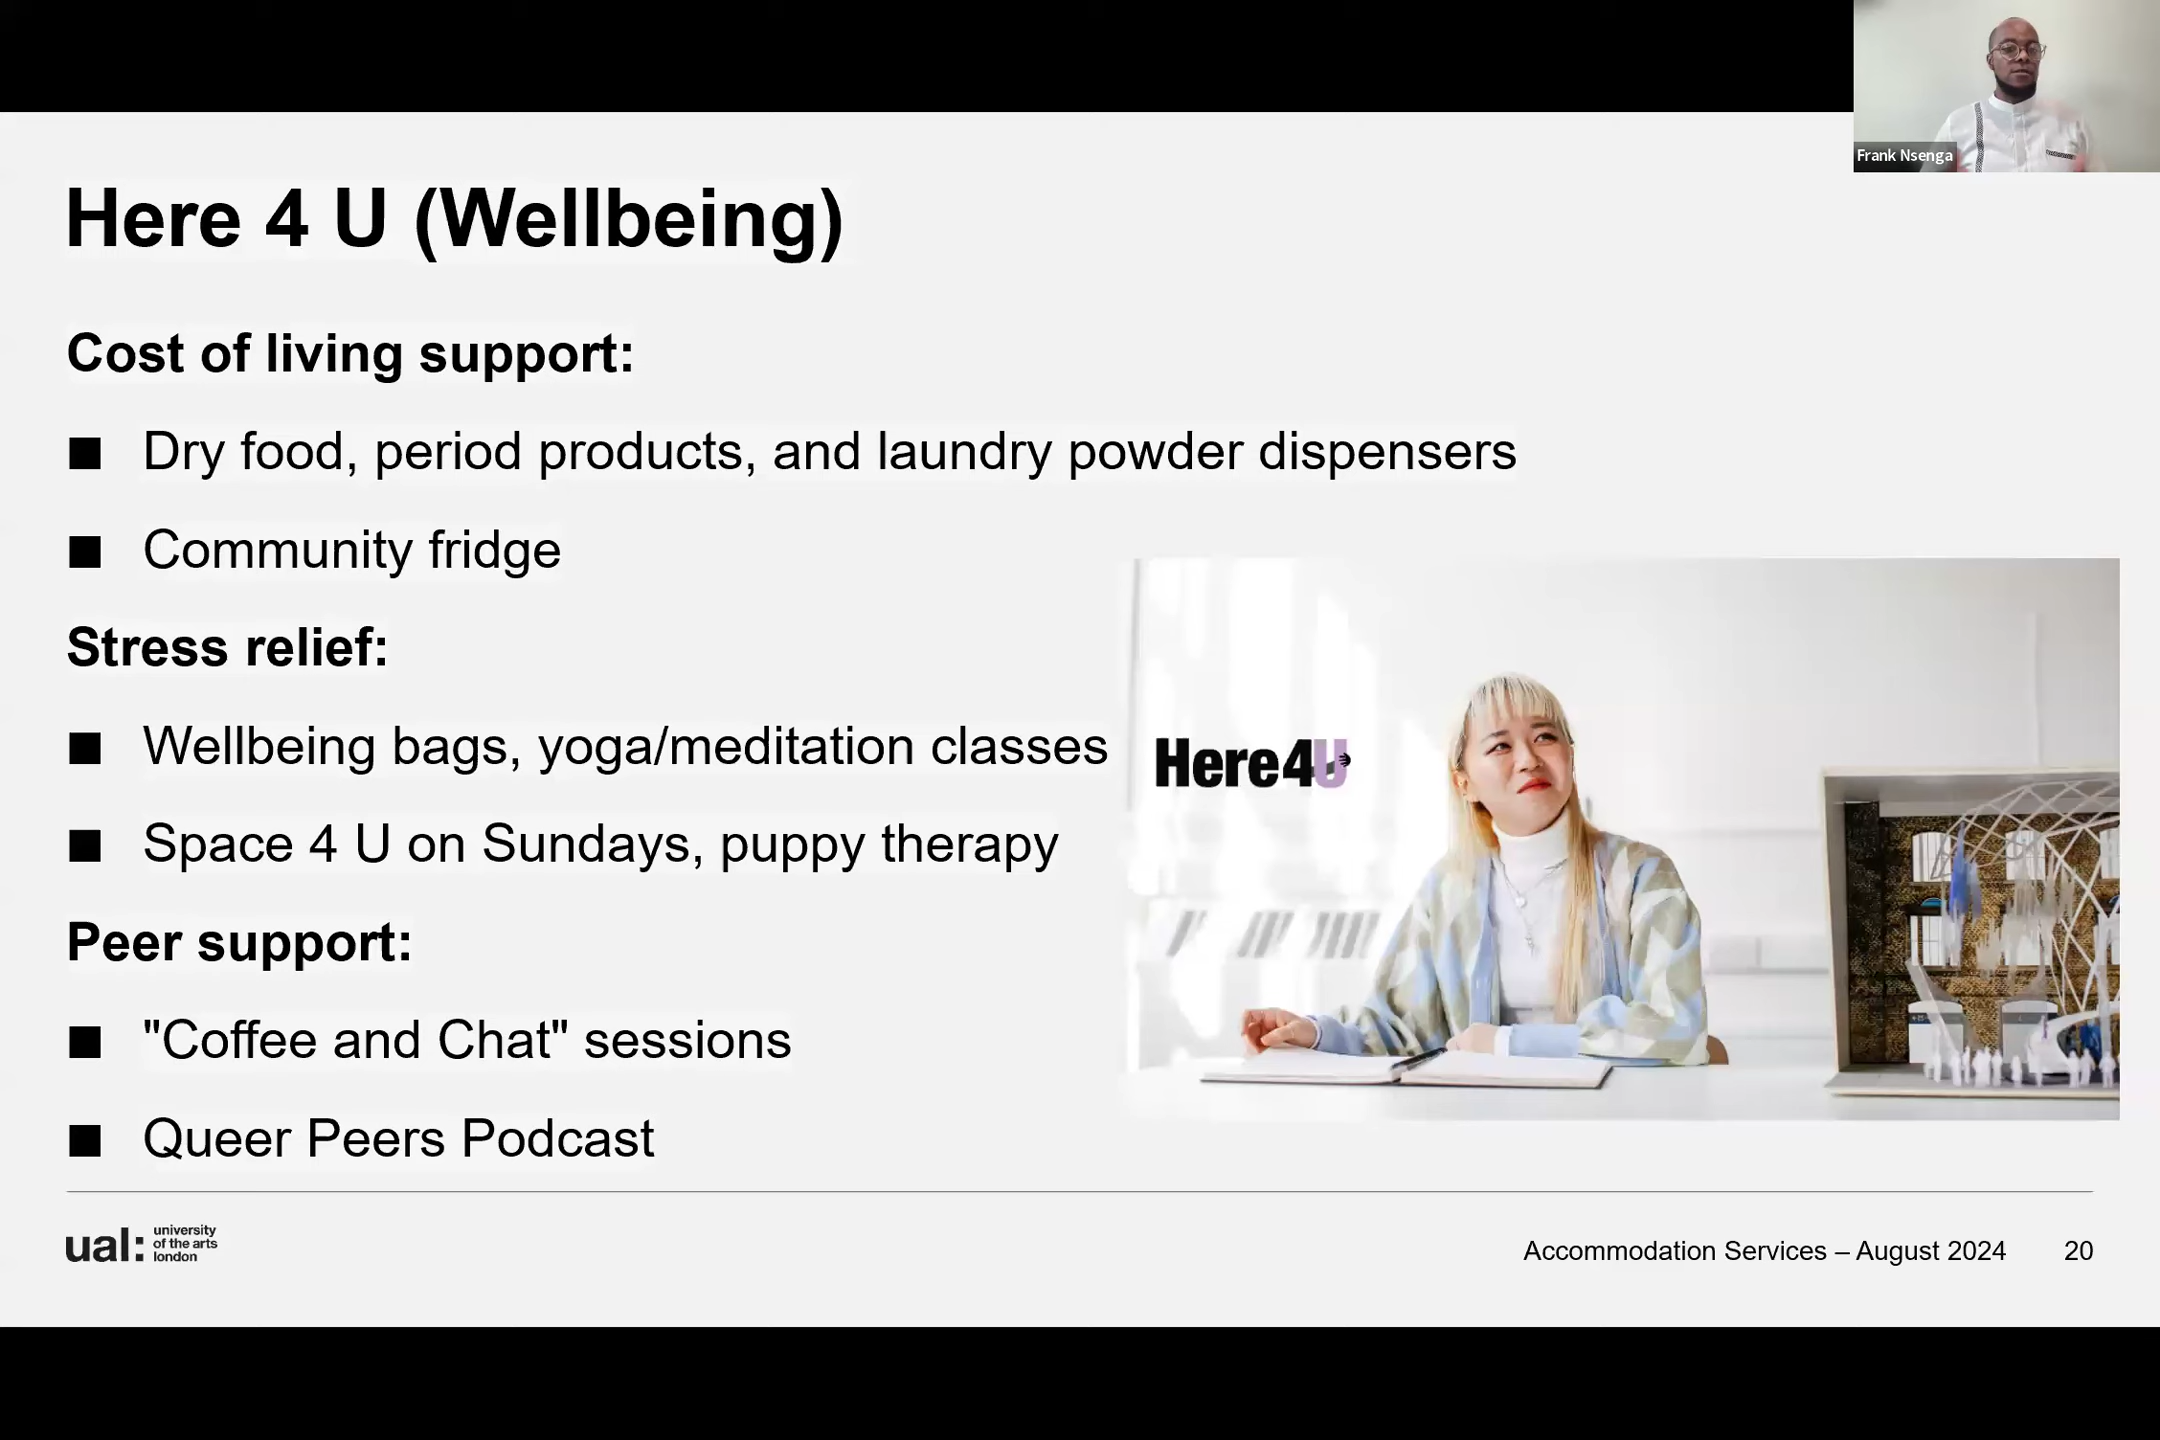 Frank Nsenga
Here 4 U (Wellbeing)
Cost of living support:
■ Dry food, period products, and laundry powder dispensers
■ Community fridge
Stress relief:
■ Wellbeing bags, yoga/meditation classes
■ Space 4 U on Sundays, puppy therapy
Peer support:
■ "Coffee and Chat" sessions
■ Queer Peers Podcast
Here4U
ual: university
of the arts
london
Accommodation Services – August 2024 20